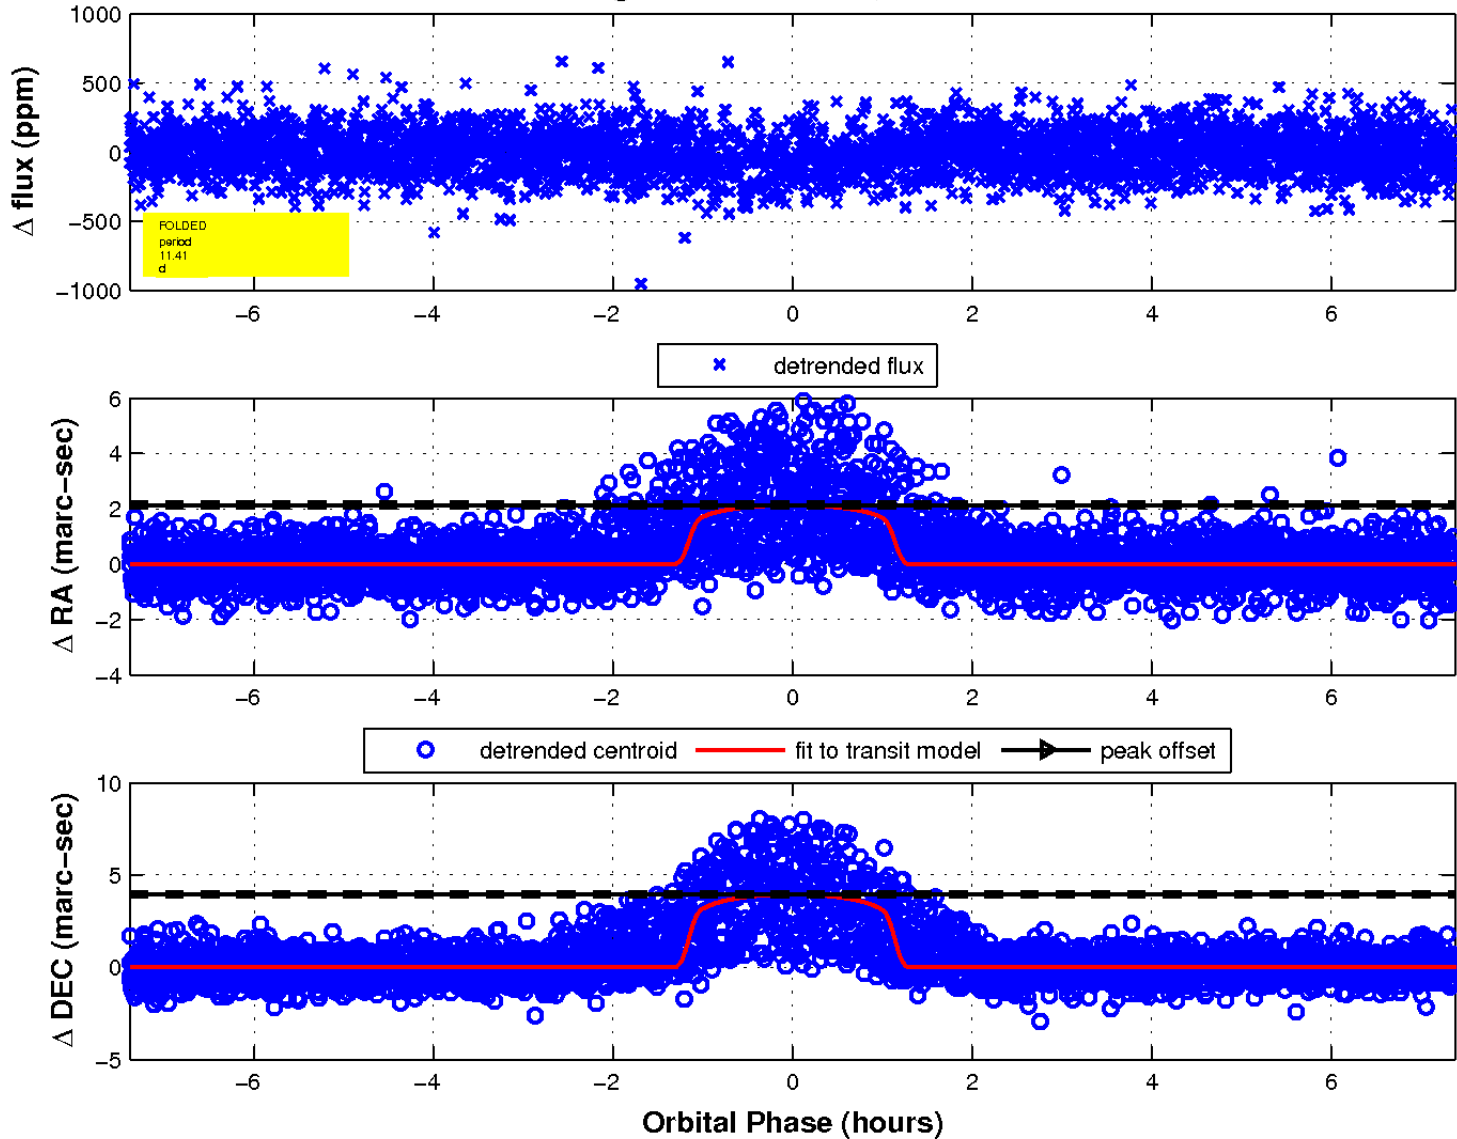 1000
500
0
−500
−1000
Δ flux (ppm)
FOLDED
period
11.41
d
−6 −4 −2 0 2 4 6
detrended flux
6
4
2
0
−2
−4
Δ RA (marc−sec)
−6 −4 −2 0 2 4 6
detrended centroid fit to transit model peak offset
10
5
0
−5
Δ DEC (marc−sec)
−6 −4 −2 0 2 4 6
Orbital Phase (hours)